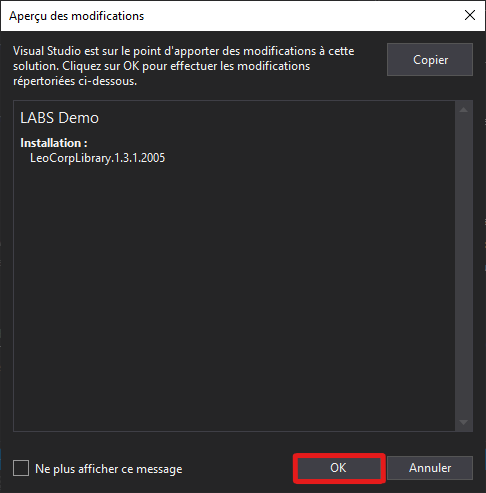 Aperçu des modifications
Visual Studio est sur le point d'apporter des modifications à cette
solution. Cliquez sur OK pour effectuer les modifications
répertoriées ci-dessous.
Copier
LABS Demo
Installation :
LeoCorpLibrary.1.3.1.2005
Ne plus afficher ce message
OK
Annuler